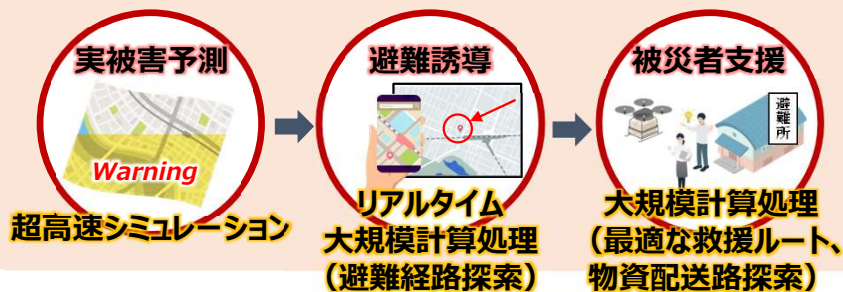 実被害予測
Warning
超高速シミュレーション
避難誘導
リアルタイム
大規模計算処理
（避難経路探索）
被災者支援
避難所
大規模計算処理
（最適な救援ルート、
物資配送路探索）